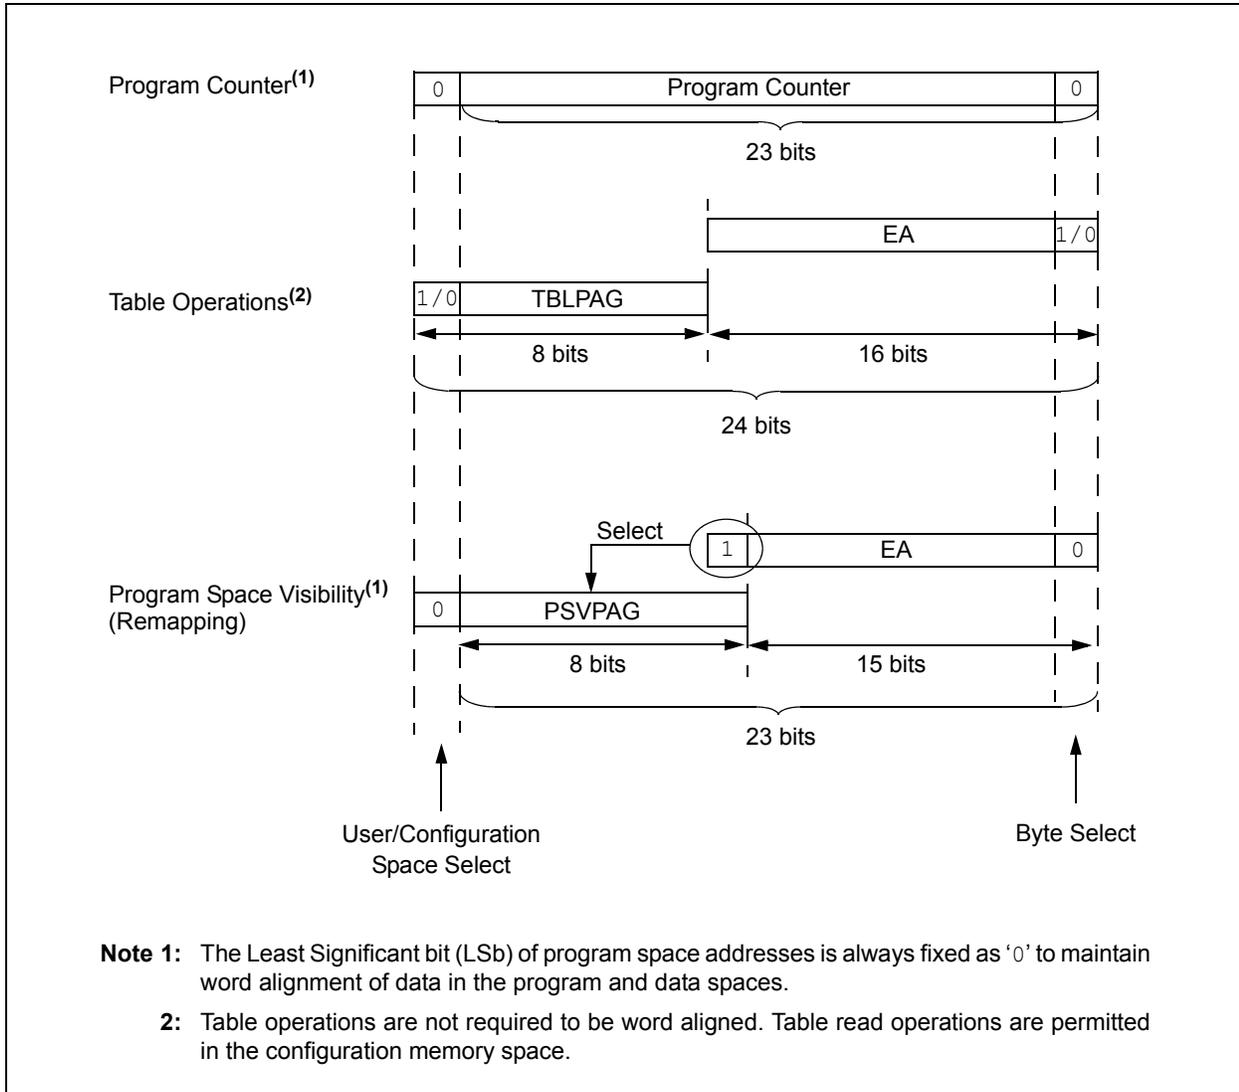 Program Counter(1)
0
Program Counter
0
23 bits
EA
1/0
Table Operations(2)
1/0
TBLPAG
8 bits
16 bits
24 bits
Select
1
EA
0
Program Space Visibility(1)
(Remapping)
0
PSVPAG
8 bits
15 bits
23 bits
User/Configuration
Space Select
Byte Select
Note 1: The Least Significant bit (LSb) of program space addresses is always fixed as ‘0’ to maintain
word alignment of data in the program and data spaces.
2: Table operations are not required to be word aligned. Table read operations are permitted
in the configuration memory space.